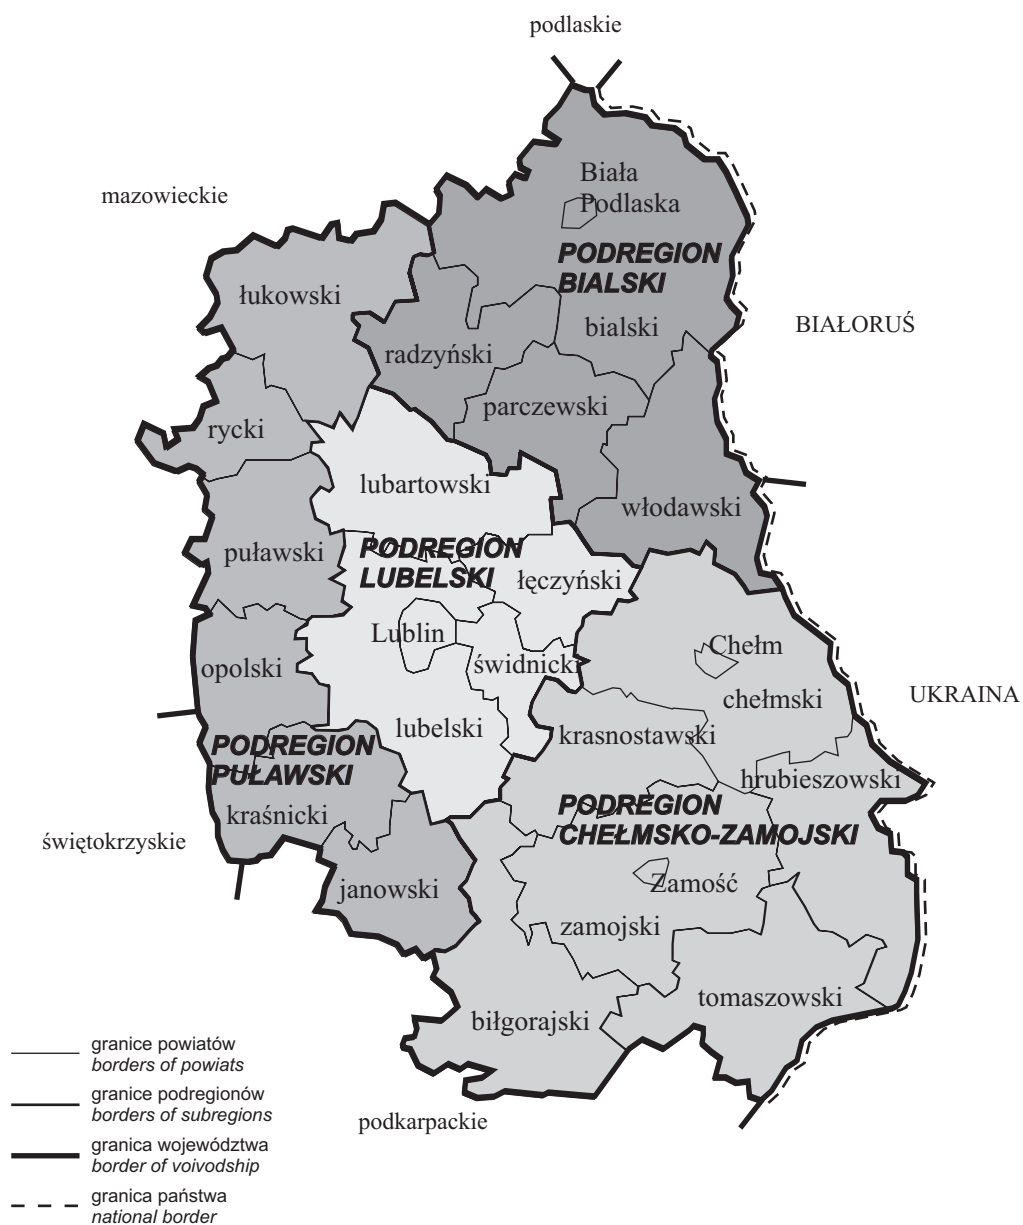 podlaskie
mazowieckie
Biała
Podlaska
PODREGION
BIALSKI
łukowski
bialski
BIAŁORUŚ
radzyński
parczewski
rycki
lubartowski
włodawski
puławski
PODREGION
LUBELSKI
łęczyński
Lublin
Chełm
opolski
świdnicki
chełmski
UKRAINA
lubelski
krasnostawski
PODREGION
PUŁAWSKI
hrubieszowski
kraśnicki
PODREGION
CHEŁMSKO-ZAMOJSKI
świętokrzyskie
janowski
Zamość
zamojski
tomaszowski
biłgorajski
podkarpackie
granice powiatów
borders of powiats
granice podregionów
borders of subregions
granica województwa
border of voivodship
granica państwa
national border